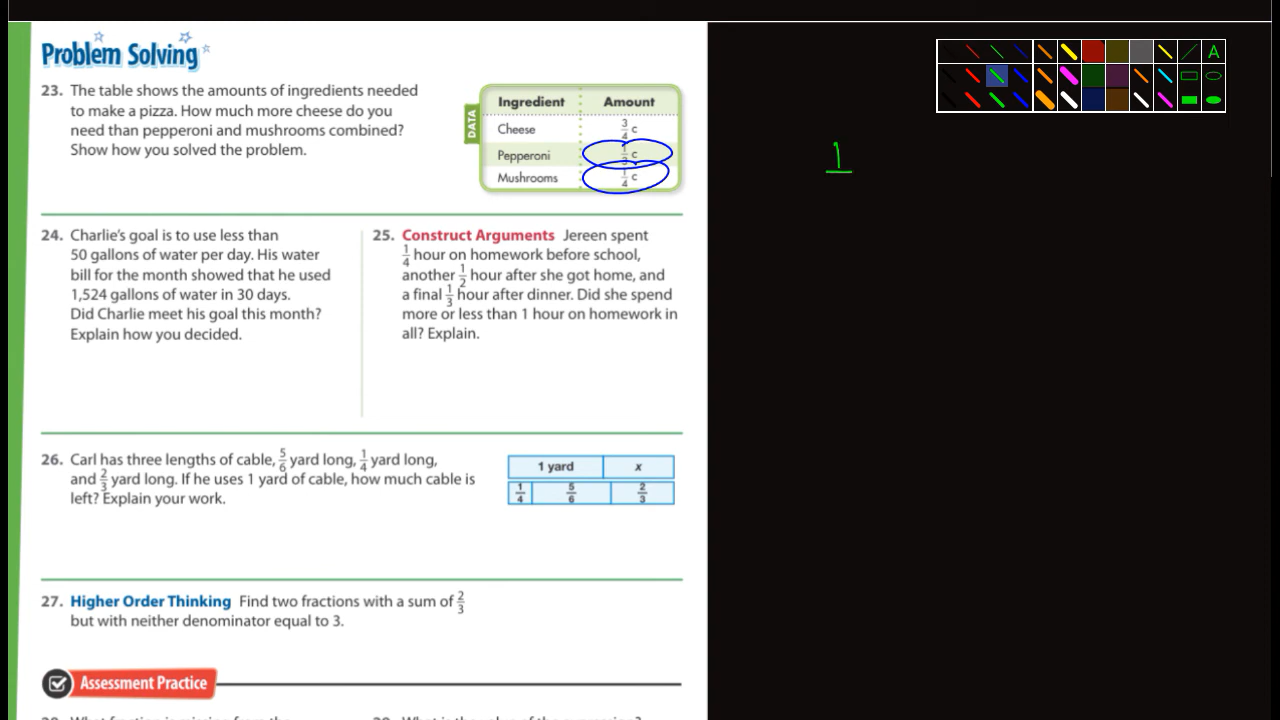 Problem Solving
23. The table shows the amounts of ingredients needed
to make a pizza. How much more cheese do you
need than pepperoni and mushrooms combined?
Show how you solved the problem.
DATA
Ingredient Amount
Cheese 3/4 c
Pepperoni 1/3 c
Mushrooms 1/4 c
24. Charlie's goal is to use less than
50 gallons of water per day. His water
bill for the month showed that he used
1,524 gallons of water in 30 days.
Did Charlie meet his goal this month?
Explain how you decided.
25. Construct Arguments Jereen spent
1/4 hour on homework before school,
another 1/2 hour after she got home, and
a final 1/3 hour after dinner. Did she spend
more or less than 1 hour on homework in
all? Explain.
26. Carl has three lengths of cable, 5/6 yard long, 1/4 yard long,
and 2/3 yard long. If he uses 1 yard of cable, how much cable is
left? Explain your work.
1 yard x
1/4 5/6 2/3
27. Higher Order Thinking Find two fractions with a sum of 2/3
but with neither denominator equal to 3.
Assessment Practice
A
1